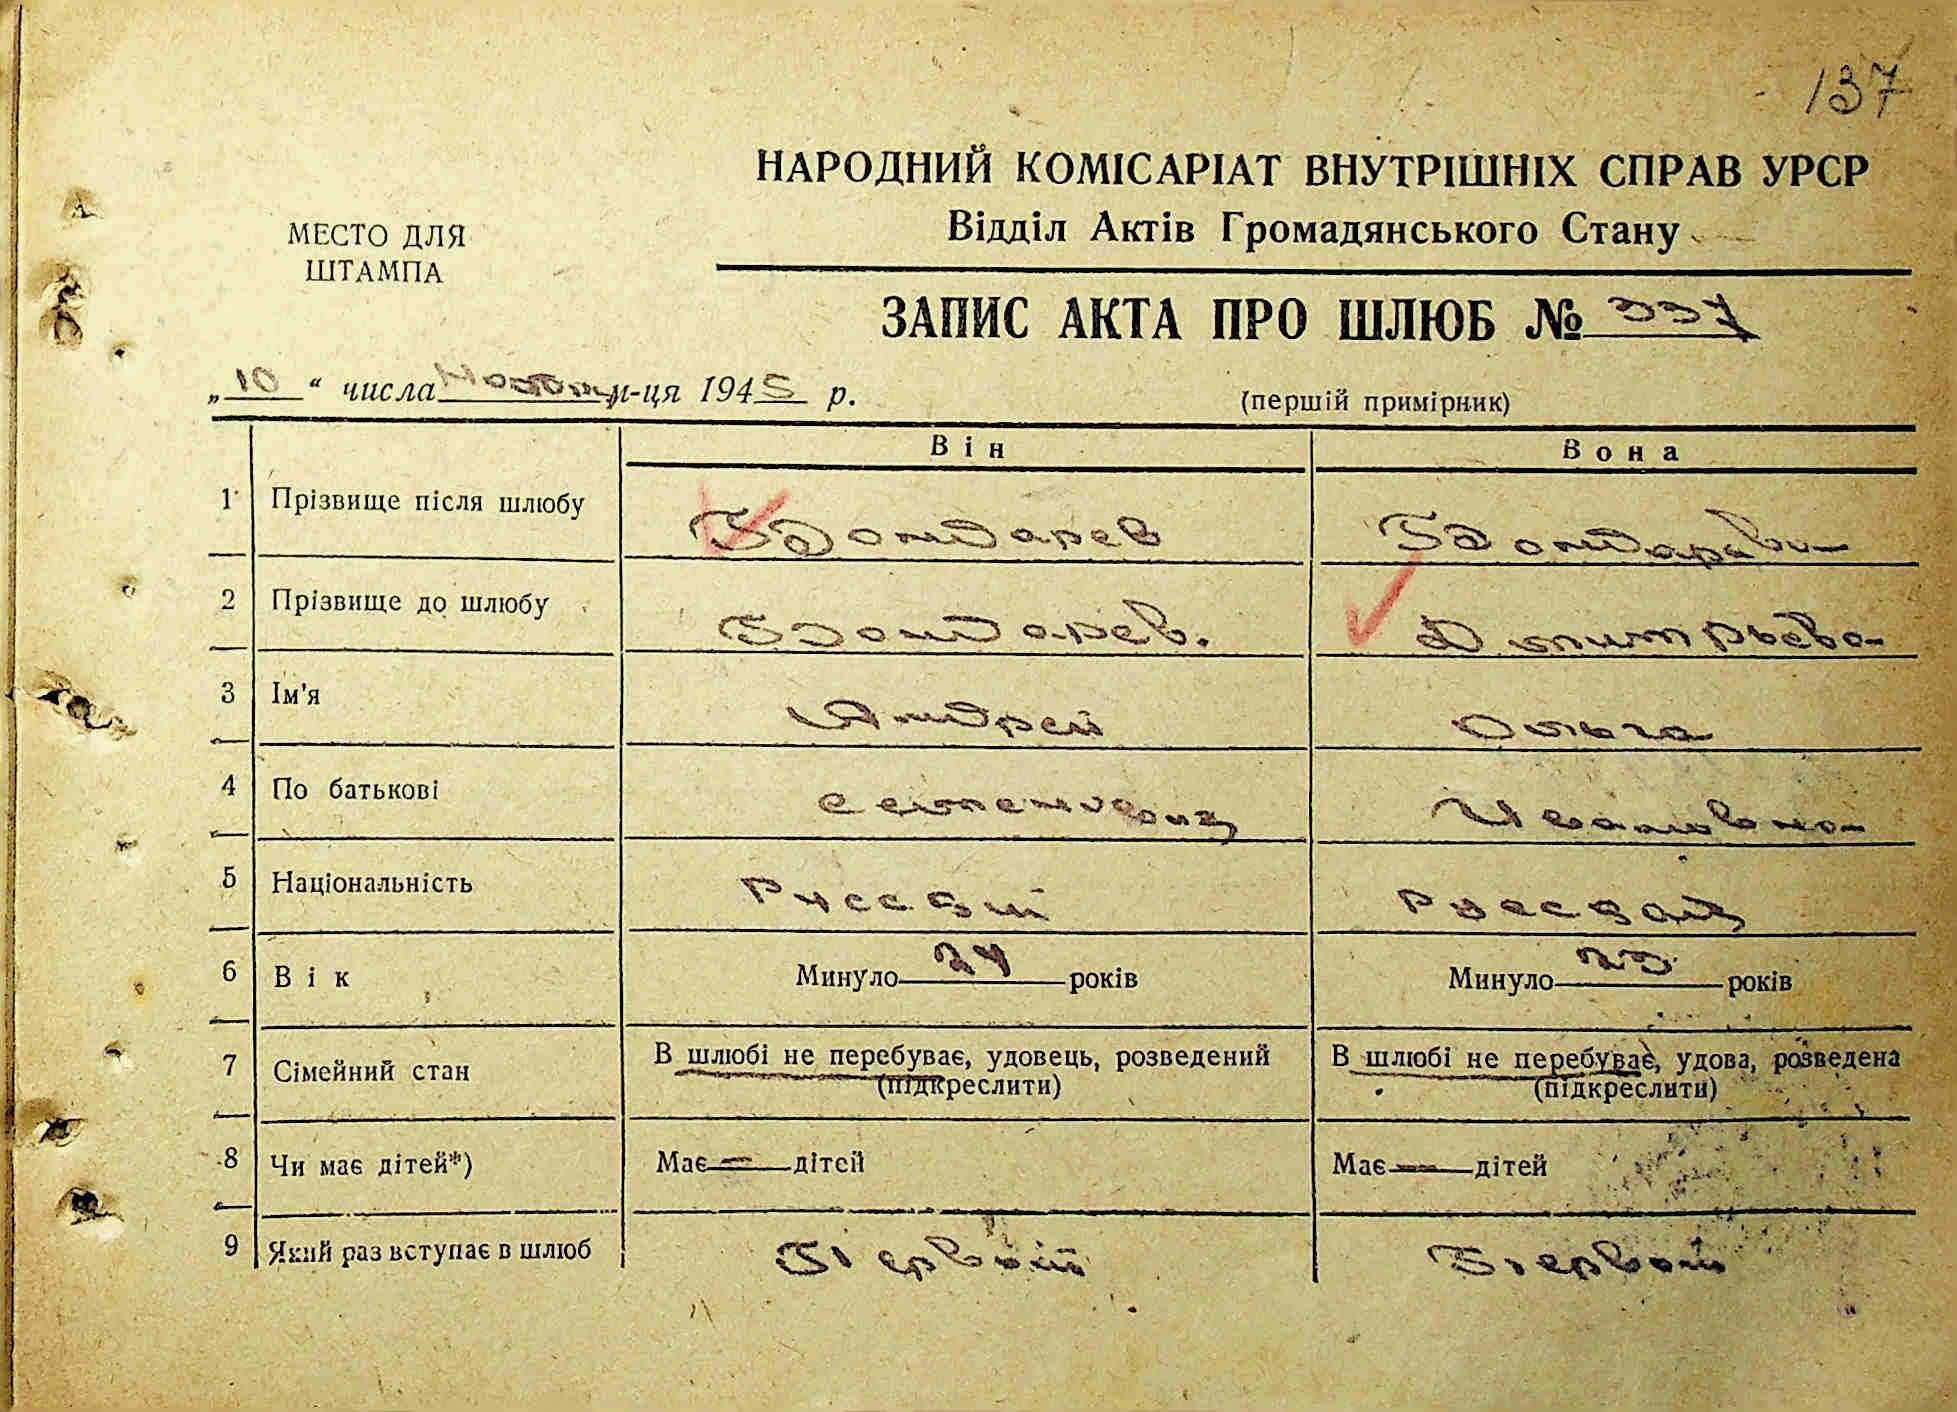 137
НАРОДНИЙ КОМІСАРІАТ ВНУТРІШНІХ СПРАВ УРСР
Відділ Актів Громадянського Стану
МЕСТО ДЛЯ
ШТАМПА
ЗАПИС АКТА ПРО ШЛЮБ № 337
„10“ числа м-ця 1945 р.
(першій примірник)
Він Вона
1 Прізвище після шлюбу Бондарев Бондарева
2 Прізвище до шлюбу Бондарев. Дмитрьева
3 Ім'я Андрей Ольга
4 По батькові Семенович Ивановна
5 Національність Русский Русская
6 Вік Минуло 24 років Минуло 23 років
7 Сімейний стан В шлюбі не перебуває, удовець, розведений В шлюбі не перебуває, удова, розведена
(підкреслити) (підкреслити)
8 Чи має дітей*) Має — дітей Має — дітей
9 Який раз вступає в шлюб Первый Первый